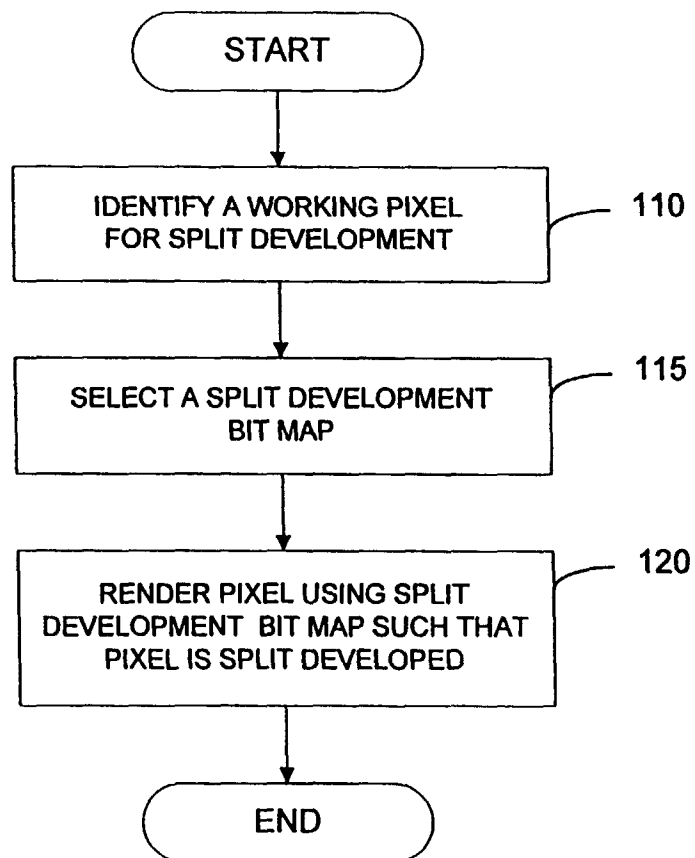 START
IDENTIFY A WORKING PIXEL
FOR SPLIT DEVELOPMENT
110
SELECT A SPLIT DEVELOPMENT
BIT MAP
115
RENDER PIXEL USING SPLIT
DEVELOPMENT BIT MAP SUCH THAT
PIXEL IS SPLIT DEVELOPED
120
END